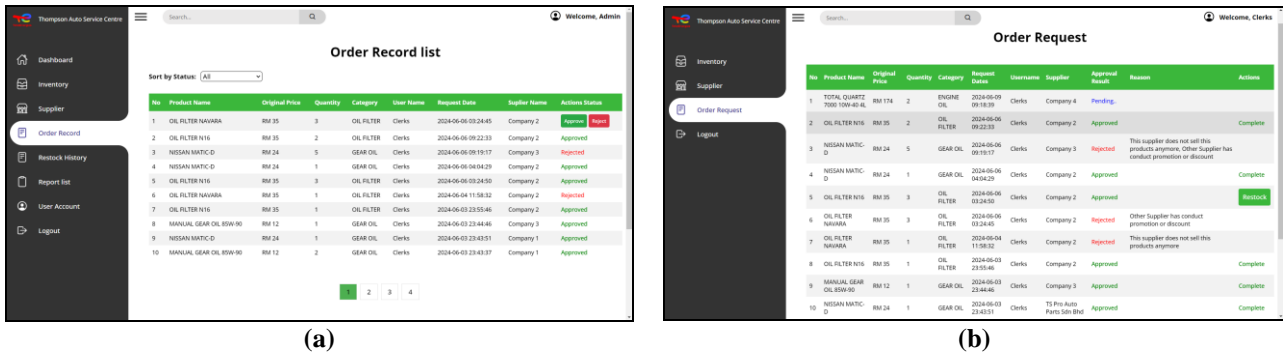 Thompson Auto Service Centre
Search...
Welcome, Admin
Dashboard
Inventory
Supplier
Order Record
Restock History
Report list
User Account
Logout
Order Record list
Sort by Status: All
No Product Name Original Price Quantity Category User Name Request Date Suplier Name Actions Status
1 OIL FILTER NAVARA RM 35 3 OIL FILTER Clerks 2024-06-06 03:24:45 Company 2 Approve Reject
2 OIL FILTER N16 RM 35 2 OIL FILTER Clerks 2024-06-06 09:22:33 Company 2 Approved
3 NISSAN MATIC-D RM 24 5 GEAR OIL Clerks 2024-06-06 09:19:17 Company 3 Rejected
4 NISSAN MATIC-D RM 24 1 GEAR OIL Clerks 2024-06-06 04:04:29 Company 2 Approved
5 OIL FILTER N16 RM 35 3 OIL FILTER Clerks 2024-06-06 03:24:50 Company 2 Approved
6 OIL FILTER NAVARA RM 35 1 OIL FILTER Clerks 2024-06-04 11:58:32 Company 2 Rejected
7 OIL FILTER N16 RM 35 1 OIL FILTER Clerks 2024-06-03 23:55:46 Company 2 Approved
8 MANUAL GEAR OIL 85W-90 RM 12 1 GEAR OIL Clerks 2024-06-03 23:44:46 Company 3 Approved
9 NISSAN MATIC-D RM 24 1 GEAR OIL Clerks 2024-06-03 23:43:51 Company 1 Approved
10 MANUAL GEAR OIL 85W-90 RM 12 2 GEAR OIL Clerks 2024-06-03 23:43:37 Company 1 Approved
1 2 3 4
(a)
Thompson Auto Service Centre
Search...
Welcome, Clerks
Inventory
Supplier
Order Request
Logout
Order Request
No Product Name Original Price Quantity Category Request Dates Username Supplier Approval Result Reason Actions
1 TOTAL QUARTZ 7000 10W-40 4L RM 174 2 ENGINE OIL 2024-06-09 09:18:39 Clerks Company 4 Pending..
2 OIL FILTER N16 RM 35 2 OIL FILTER 2024-06-06 09:22:33 Clerks Company 2 Approved Complete
3 NISSAN MATIC-D RM 24 5 GEAR OIL 2024-06-06 09:19:17 Clerks Company 3 Rejected This supplier does not sell this products anymore, Other Supplier has conduct promotion or discount
4 NISSAN MATIC-D RM 24 1 GEAR OIL 2024-06-06 04:04:29 Clerks Company 2 Approved Complete
5 OIL FILTER N16 RM 35 3 OIL FILTER 2024-06-06 03:24:50 Clerks Company 2 Approved Restock
6 OIL FILTER NAVARA RM 35 3 OIL FILTER 2024-06-06 03:24:45 Clerks Company 2 Rejected Other Supplier has conduct promotion or discount
7 OIL FILTER NAVARA RM 35 1 OIL FILTER 2024-06-04 11:58:32 Clerks Company 2 Rejected This supplier does not sell this products anymore
8 OIL FILTER N16 RM 35 1 OIL FILTER 2024-06-03 23:55:46 Clerks Company 2 Approved Complete
9 MANUAL GEAR OIL 85W-90 RM 12 1 GEAR OIL 2024-06-03 23:44:46 Clerks Company 3 Approved Complete
10 NISSAN MATIC-D RM 24 1 GEAR OIL 2024-06-03 23:43:51 Clerks TS Pro Auto Parts Sdn Bhd Approved Complete
(b)